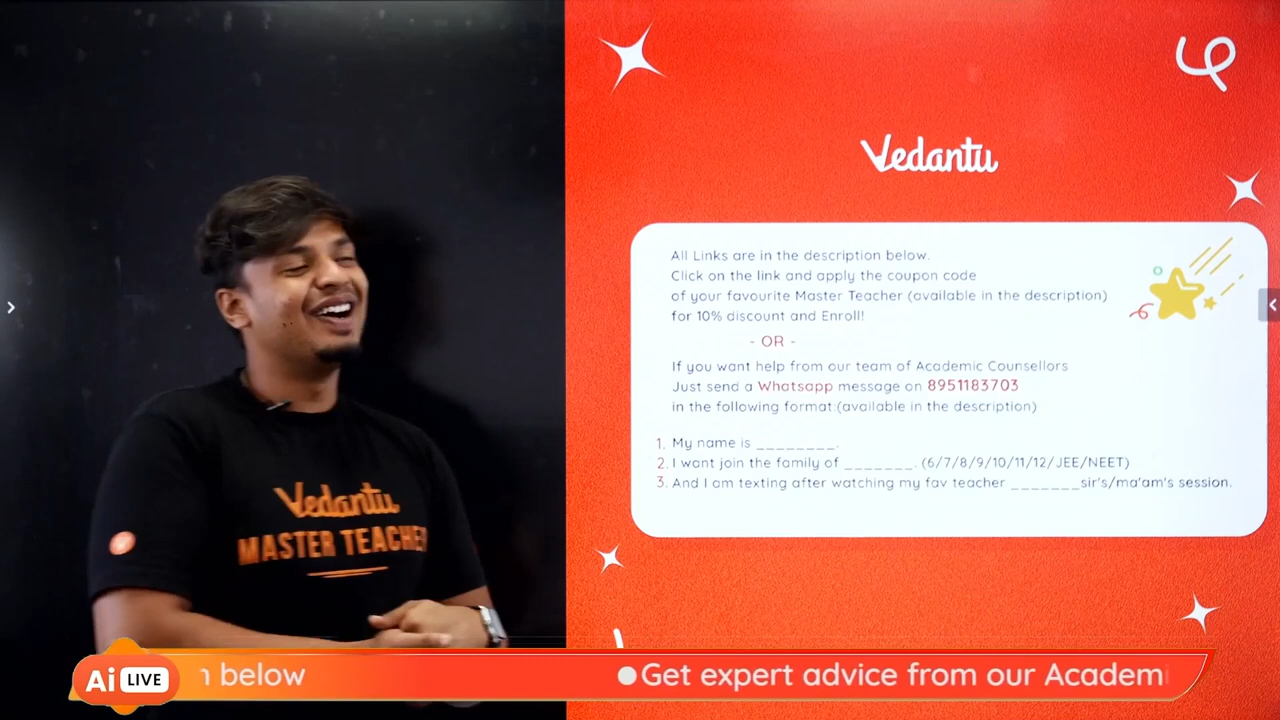 Vedantu
All Links are in the description below.
Click on the link and apply the coupon code
of your favourite Master Teacher (available in the description)
for 10% discount and Enroll!
- OR -
If you want help from our team of Academic Counsellors
Just send a Whatsapp message on 8951183703
in the following format:(available in the description)
1. My name is ________.
2. I want join the family of _______. (6/7/8/9/10/11/12/JEE/NEET)
3. And I am texting after watching my fav teacher _______sir's/ma'am's session.
Vedantu
MASTER TEACHER
Ai LIVE
n below
Get expert advice from our Academi